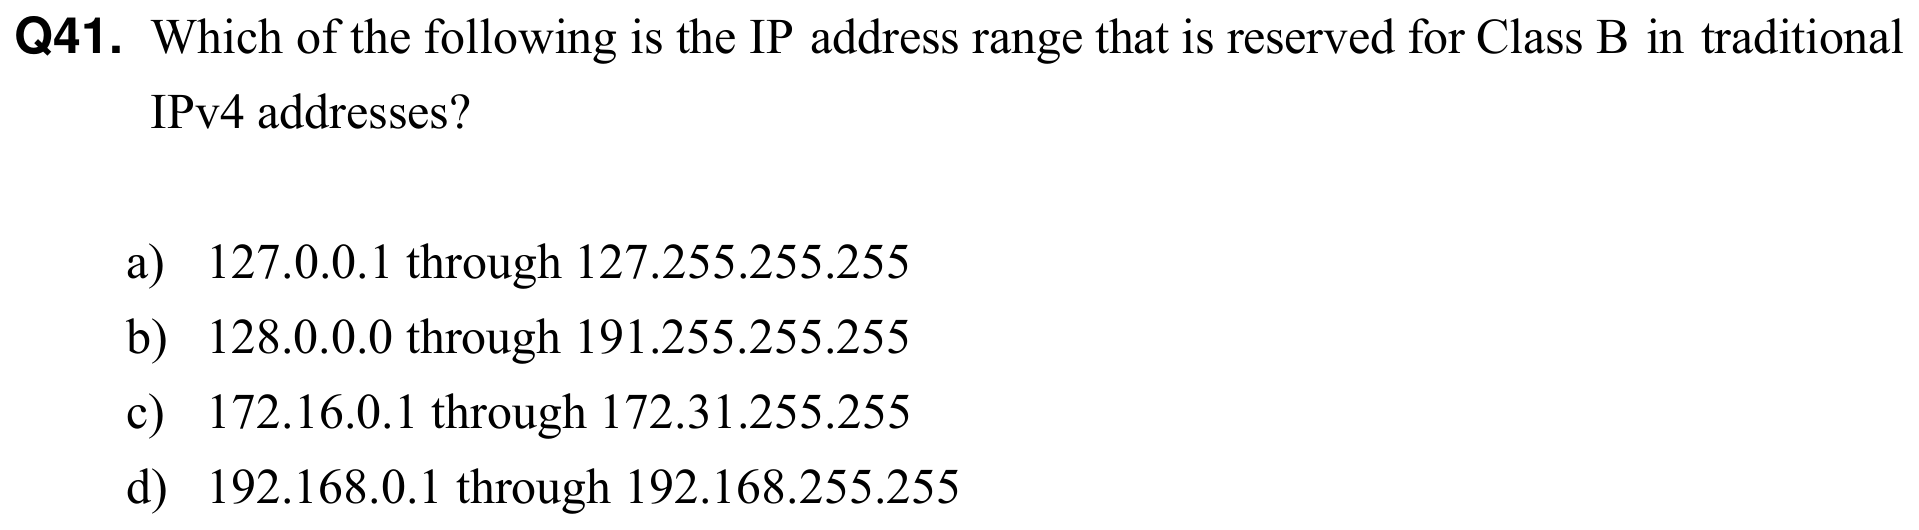 Q41. Which of the following is the IP address range that is reserved for Class B in traditional
IPv4 addresses?
a) 127.0.0.1 through 127.255.255.255
b) 128.0.0.0 through 191.255.255.255
c) 172.16.0.1 through 172.31.255.255
d) 192.168.0.1 through 192.168.255.255